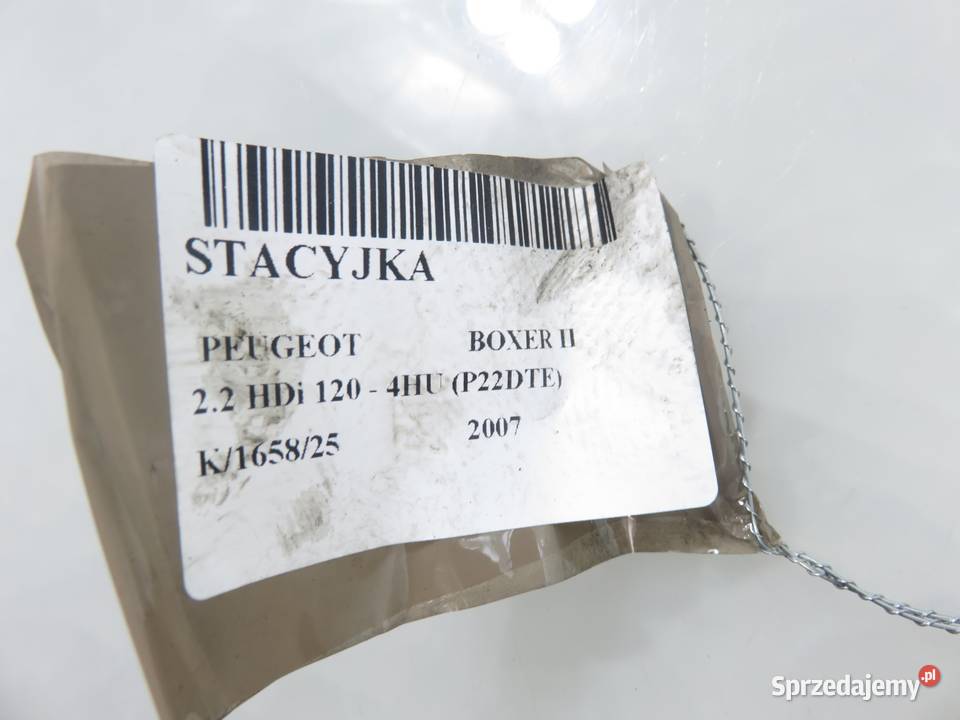 STACYJKA
PEUGEOT BOXER II
2.2 HDi 120 - 4HU (P22DTE)
K/1658/25 2007
Sprzedajemy.pl